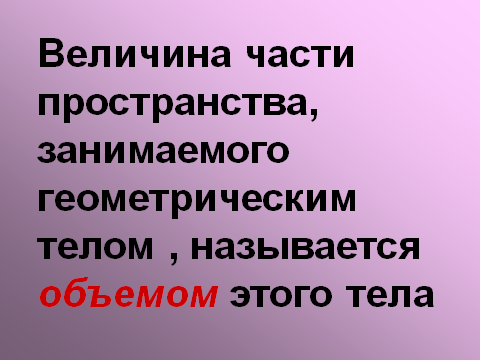 Величина части
пространства,
занимаемого
геометрическим
телом , называется
объемом этого тела